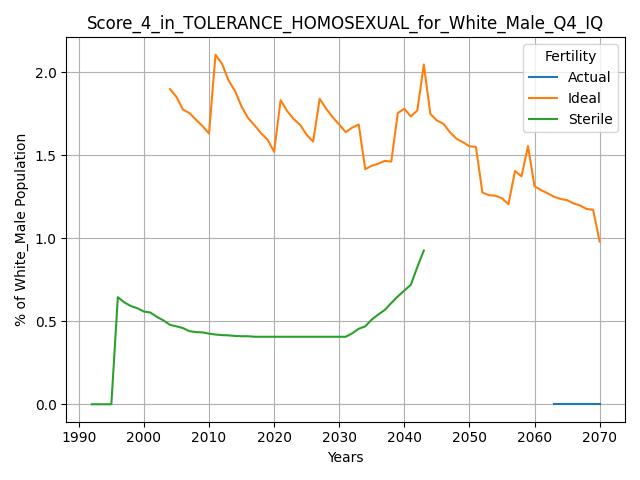 Score_4_in_TOLERANCE_HOMOSEXUAL_for_White_Male_Q4_IQ
Fertility
Actual
Ideal
Sterile
% of White_Male Population
2.0
1.5
1.0
0.5
0.0
1990 2000 2010 2020 2030 2040 2050 2060 2070
Years